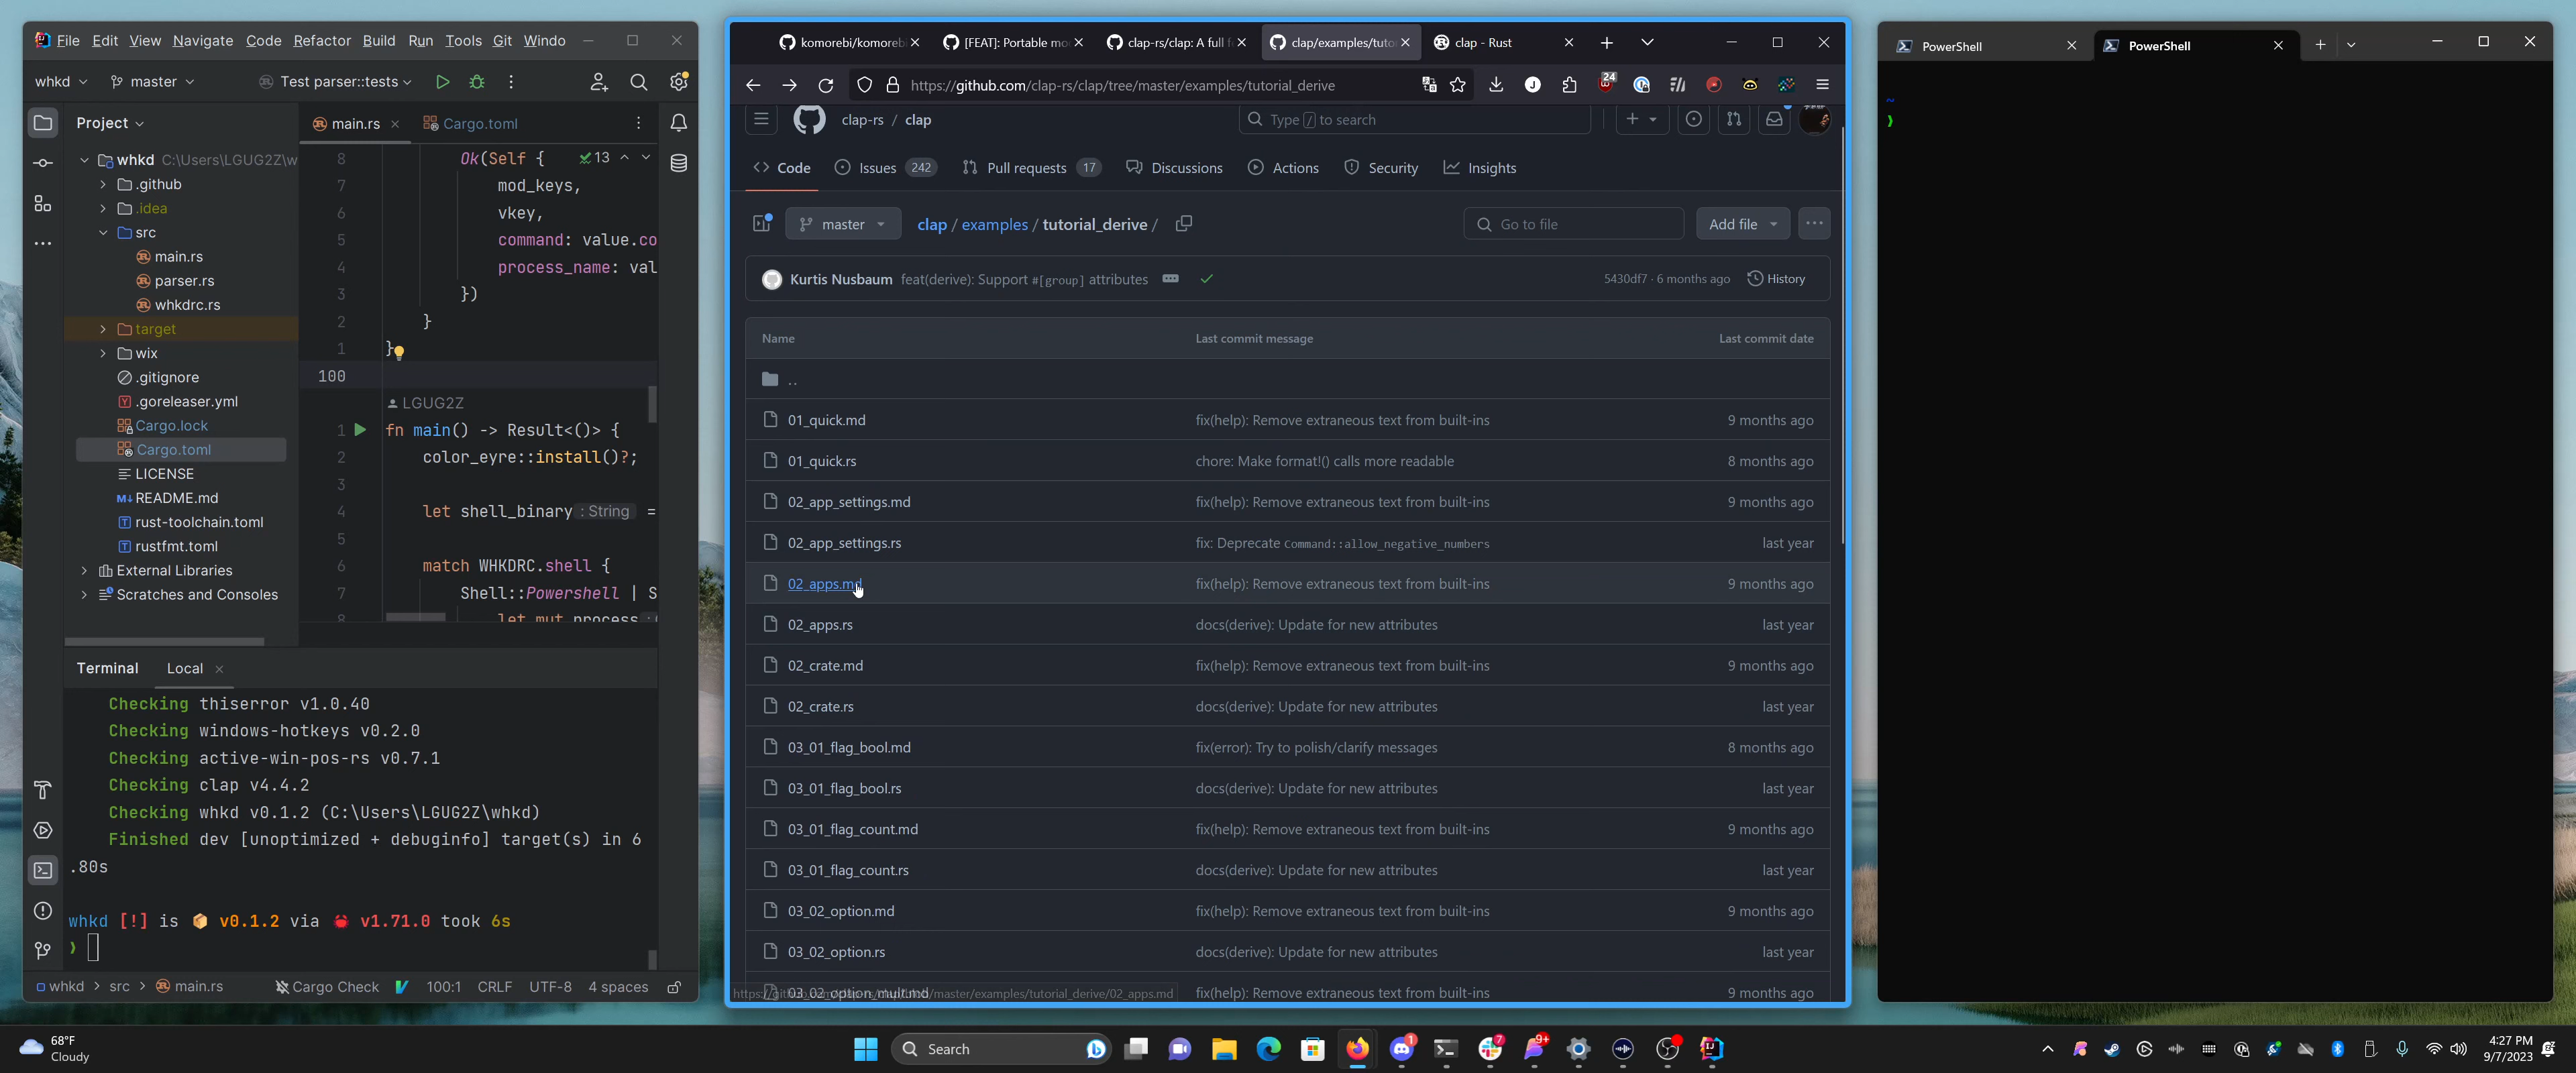 File Edit View Navigate Code Refactor Build Run Tools Git Windo
whkd master Test parser::tests
Project
whkd C:\Users\LGUG2Z\w
.github
.idea
src
main.rs
parser.rs
whkdrc.rs
target
wix
.gitignore
.goreleaser.yml
Cargo.lock
Cargo.toml
LICENSE
README.md
rust-toolchain.toml
rustfmt.toml
External Libraries
Scratches and Consoles
main.rs Cargo.toml
8 Ok(Self { 13
7 mod_keys,
6 vkey,
5 command: value.co
4 process_name: val
3 })
2 }
1 }
100
LGUG2Z
1 fn main() -> Result<()> {
2 color_eyre::install()?;
3
4 let shell_binary : String =
5
6 match WHKDRC.shell {
7 Shell::Powershell | S
8 let mut process
Terminal Local
Checking thiserror v1.0.40
Checking windows-hotkeys v0.2.0
Checking active-win-pos-rs v0.7.1
Checking clap v4.4.2
Checking whkd v0.1.2 (C:\Users\LGUG2Z\whkd)
Finished dev [unoptimized + debuginfo] target(s) in 6
.80s
whkd [!] is v0.1.2 via v1.71.0 took 6s
❯
whkd > src > main.rs Cargo Check 100:1 CRLF UTF-8 4 spaces
komorebi/komoreb [FEAT]: Portable mo clap-rs/clap: A full f clap/examples/tuto clap - Rust
https://github.com/clap-rs/clap/tree/master/examples/tutorial_derive 24
clap-rs / clap Type / to search
Code Issues 242 Pull requests 17 Discussions Actions Security Insights
master clap / examples / tutorial_derive / Go to file Add file
Kurtis Nusbaum feat(derive): Support #[group] attributes 5430df7 · 6 months ago History
Name Last commit message Last commit date
..
01_quick.md fix(help): Remove extraneous text from built-ins 9 months ago
01_quick.rs chore: Make format!() calls more readable 8 months ago
02_app_settings.md fix(help): Remove extraneous text from built-ins 9 months ago
02_app_settings.rs fix: Deprecate Command::allow_negative_numbers last year
02_apps.md fix(help): Remove extraneous text from built-ins 9 months ago
02_apps.rs docs(derive): Update for new attributes last year
02_crate.md fix(help): Remove extraneous text from built-ins 9 months ago
02_crate.rs docs(derive): Update for new attributes last year
03_01_flag_bool.md fix(error): Try to polish/clarify messages 8 months ago
03_01_flag_bool.rs docs(derive): Update for new attributes last year
03_01_flag_count.md fix(help): Remove extraneous text from built-ins 9 months ago
03_01_flag_count.rs docs(derive): Update for new attributes last year
03_02_option.md fix(help): Remove extraneous text from built-ins 9 months ago
03_02_option.rs docs(derive): Update for new attributes last year
fix(help): Remove extraneous text from built-ins 9 months ago
PowerShell PowerShell
~
❯
68°F
Cloudy
Search
1 7 9+
4:27 PM
9/7/2023